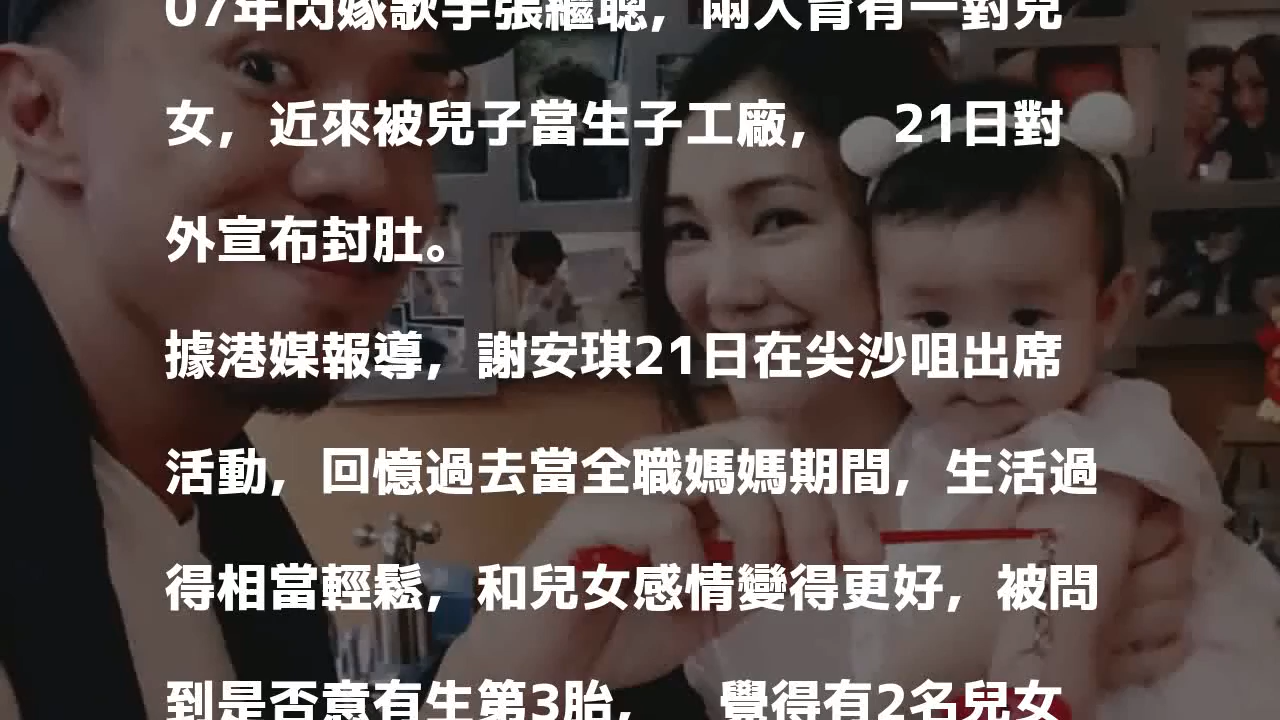 07年閃嫁歌手張繼聰，兩人育有一對兒
女，近來被兒子當生子工廠， 21日對
外宣布封肚。
據港媒報導，謝安琪21日在尖沙咀出席
活動，回憶過去當全職媽媽期間，生活過
得相當輕鬆，和兒女感情變得更好，被問
到是否意有生第3胎， 覺得有2名兒女